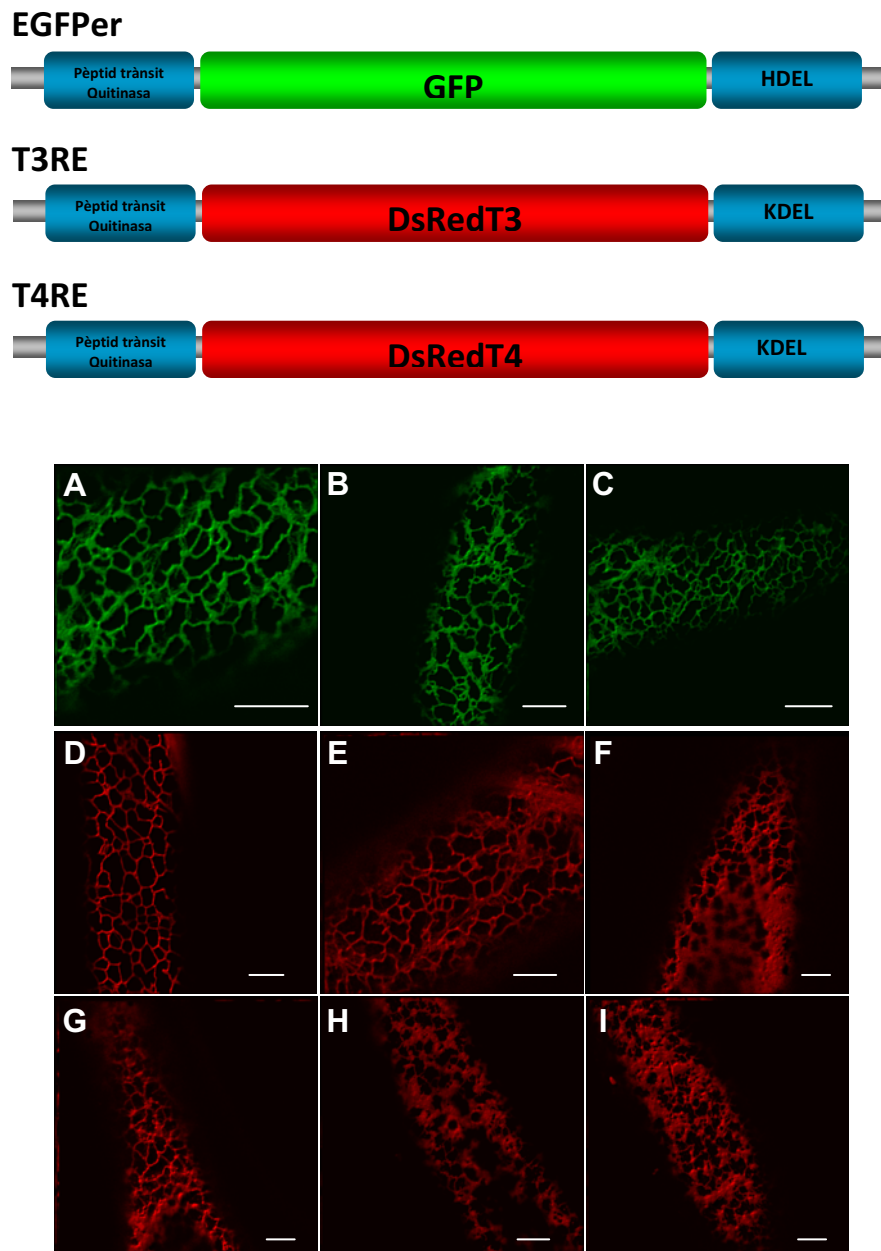 EGFPer
Pèptid trànsit
Quitinasa
GFP
HDEL
T3RE
Pèptid trànsit
Quitinasa
DsRedT3
KDEL
T4RE
Pèptid trànsit
Quitinasa
DsRedT4
KDEL
A
B
C
D
E
F
G
H
I